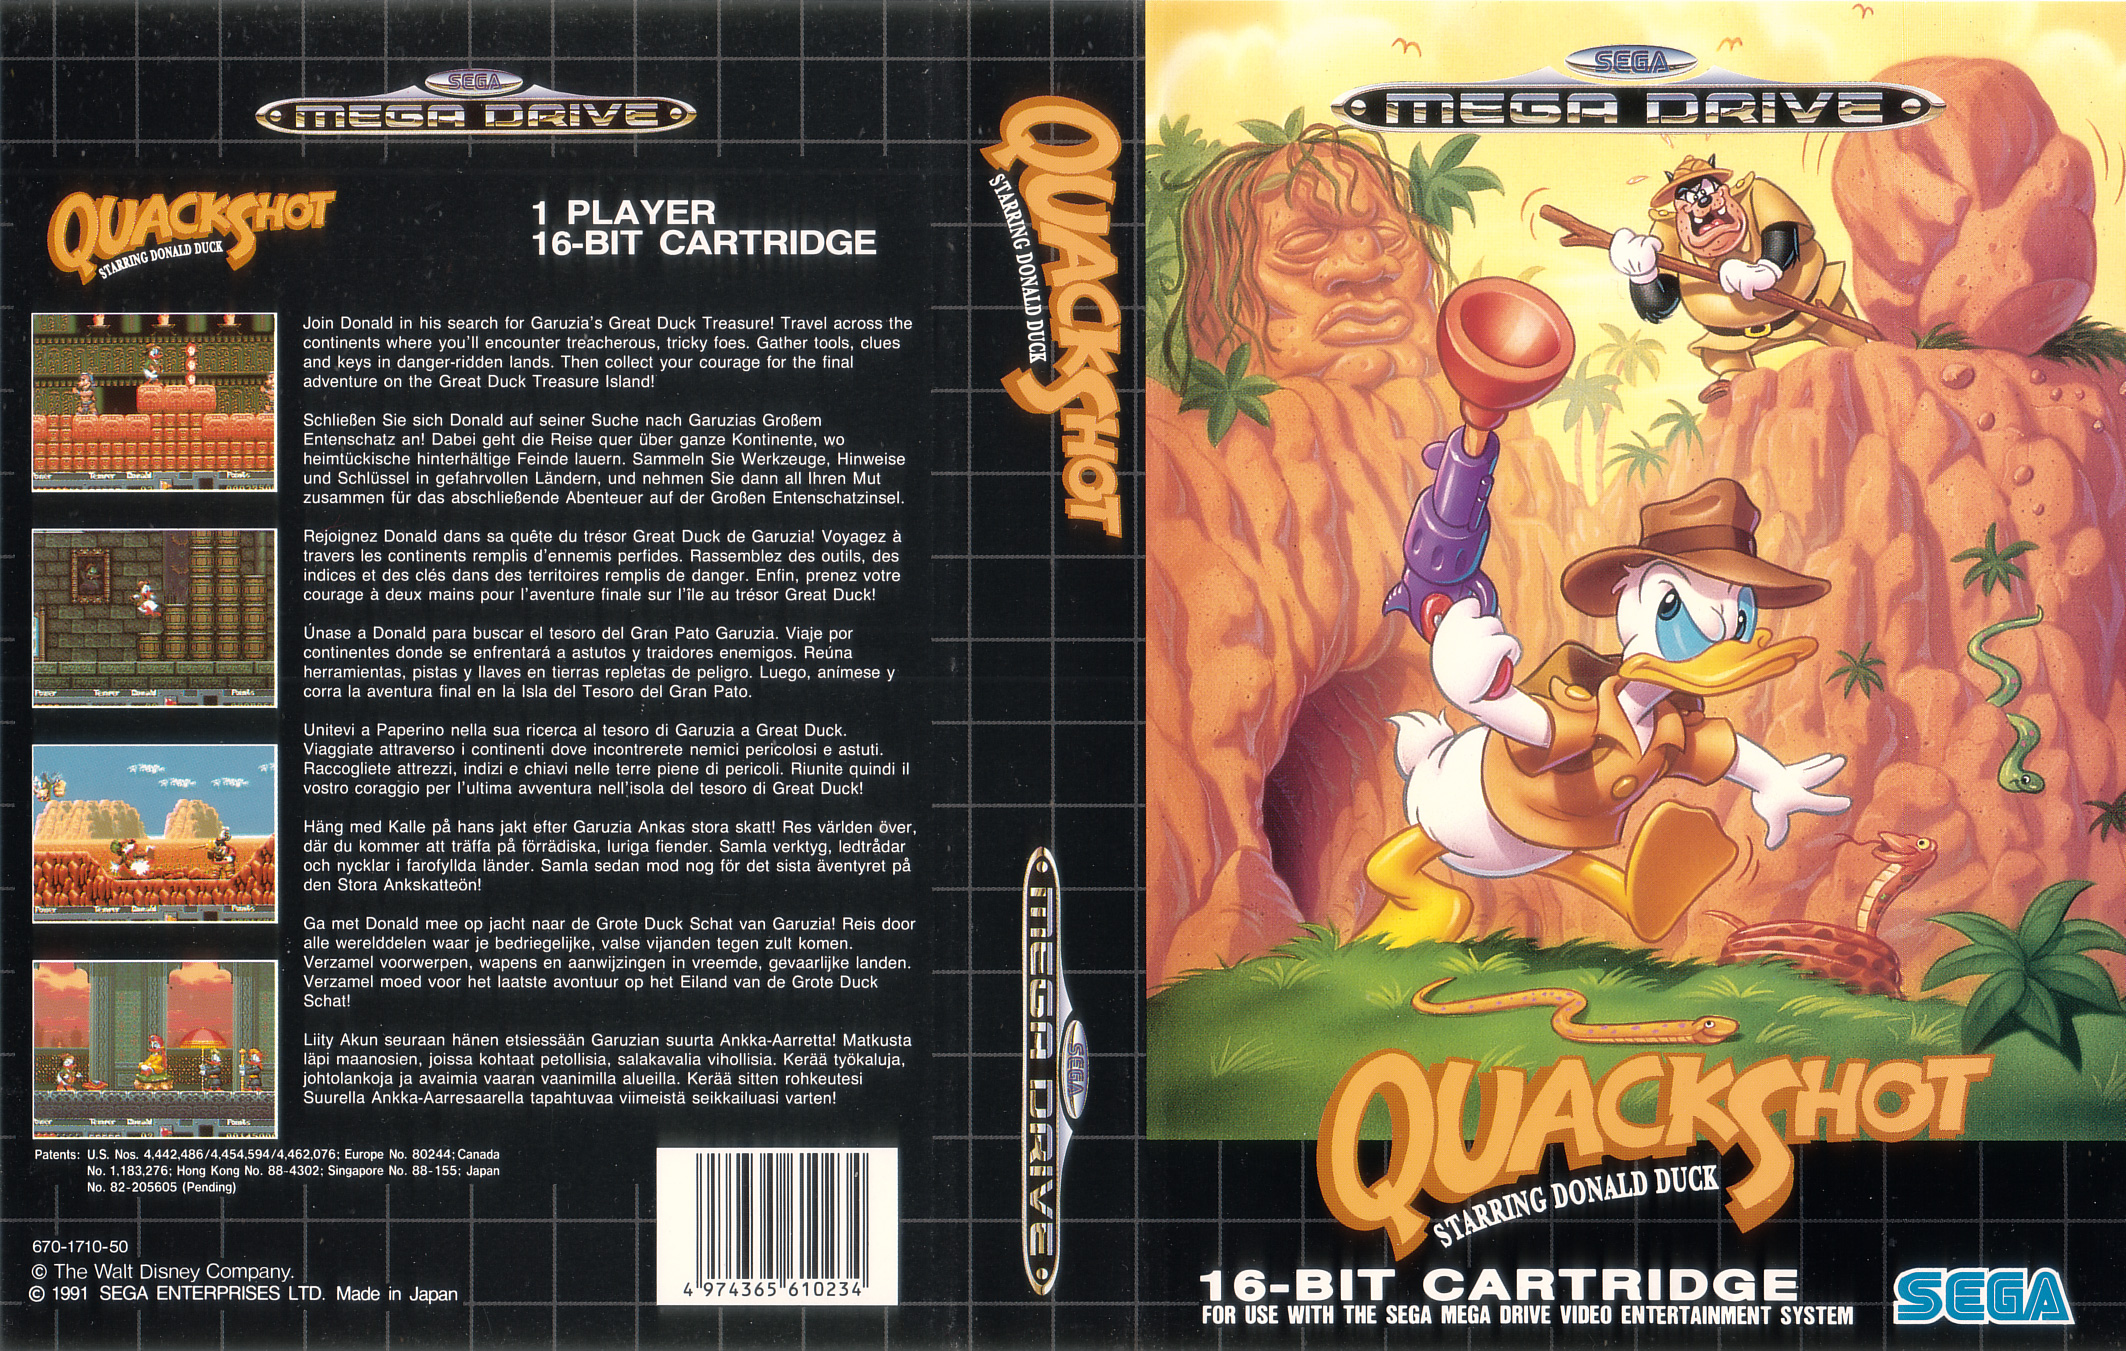 SEGA
MEGA DRIVE
QUACKSHOT
STARRING DONALD DUCK
1 PLAYER
16-BIT CARTRIDGE
Join Donald in his search for Garuzia's Great Duck Treasure! Travel across the
continents where you'll encounter treacherous, tricky foes. Gather tools, clues
and keys in danger-ridden lands. Then collect your courage for the final
adventure on the Great Duck Treasure Island!
Schließen Sie sich Donald auf seiner Suche nach Garuzias Großem
Entenschatz an! Dabei geht die Reise quer über ganze Kontinente, wo
heimtückische hinterhältige Feinde lauern. Sammeln Sie Werkzeuge, Hinweise
und Schlüssel in gefahrvollen Ländern, und nehmen Sie dann all Ihren Mut
zusammen für das abschließende Abenteuer auf der Großen Entenschatzinsel.
Rejoignez Donald dans sa quête du trésor Great Duck de Garuzia! Voyagez à
travers les continents remplis d'ennemis perfides. Rassemblez des outils, des
indices et des clés dans des territoires remplis de danger. Enfin, prenez votre
courage à deux mains pour l'aventure finale sur l'île au trésor Great Duck!
Únase a Donald para buscar el tesoro del Gran Pato Garuzia. Viaje por
continentes donde se enfrentará a astutos y traidores enemigos. Reúna
herramientas, pistas y llaves en tierras repletas de peligro. Luego, anímese y
corra la aventura final en la Isla del Tesoro del Gran Pato.
Unitevi a Paperino nella sua ricerca al tesoro di Garuzia a Great Duck.
Viaggiate attraverso i continenti dove incontrerete nemici pericolosi e astuti.
Raccogliete attrezzi, indizi e chiavi nelle terre piene di pericoli. Riunite quindi il
vostro coraggio per l'ultima avventura nell'isola del tesoro di Great Duck!
Häng med Kalle på hans jakt efter Garuzia Ankas stora skatt! Res världen över,
där du kommer att träffa på förrädiska, luriga fiender. Samla verktyg, ledtrådar
och nycklar i farofyllda länder. Samla sedan mod nog för det sista äventyret på
den Stora Ankskatteön!
Ga met Donald mee op jacht naar de Grote Duck Schat van Garuzia! Reis door
alle werelddelen waar je bedriegelijke, valse vijanden tegen zult komen.
Verzamel voorwerpen, wapens en aanwijzingen in vreemde, gevaarlijke landen.
Verzamel moed voor het laatste avontuur op het Eiland van de Grote Duck
Schat!
Liity Akun seuraan hänen etsiessään Garuzian suurta Ankka-Aarretta! Matkusta
läpi maanosien, joissa kohtaat petollisia, salakavalia vihollisia. Kerää työkaluja,
johtolankoja ja avaimia vaaran vaanimilla alueilla. Kerää sitten rohkeutesi
Suurella Ankka-Aarresaarella tapahtuvaa viimeistä seikkailuasi varten!
Power Temper Donald Points
Power Temper Donald Points
Power Temper Donald Points
Power Temper Donald Points
Patents: U.S. Nos. 4,442,486/4,454,594/4,462,076; Europe No. 80244; Canada
No. 1,183,276; Hong Kong No. 88-4302; Singapore No. 88-155; Japan
No. 82-205605 (Pending)
670-1710-50
© The Walt Disney Company.
© 1991 SEGA ENTERPRISES LTD. Made in Japan
4 974365 610234
QUACKSHOT
STARRING DONALD DUCK
SEGA
MEGA DRIVE
SEGA
MEGA DRIVE
QUACKSHOT
STARRING DONALD DUCK
16-BIT CARTRIDGE
FOR USE WITH THE SEGA MEGA DRIVE VIDEO ENTERTAINMENT SYSTEM
SEGA